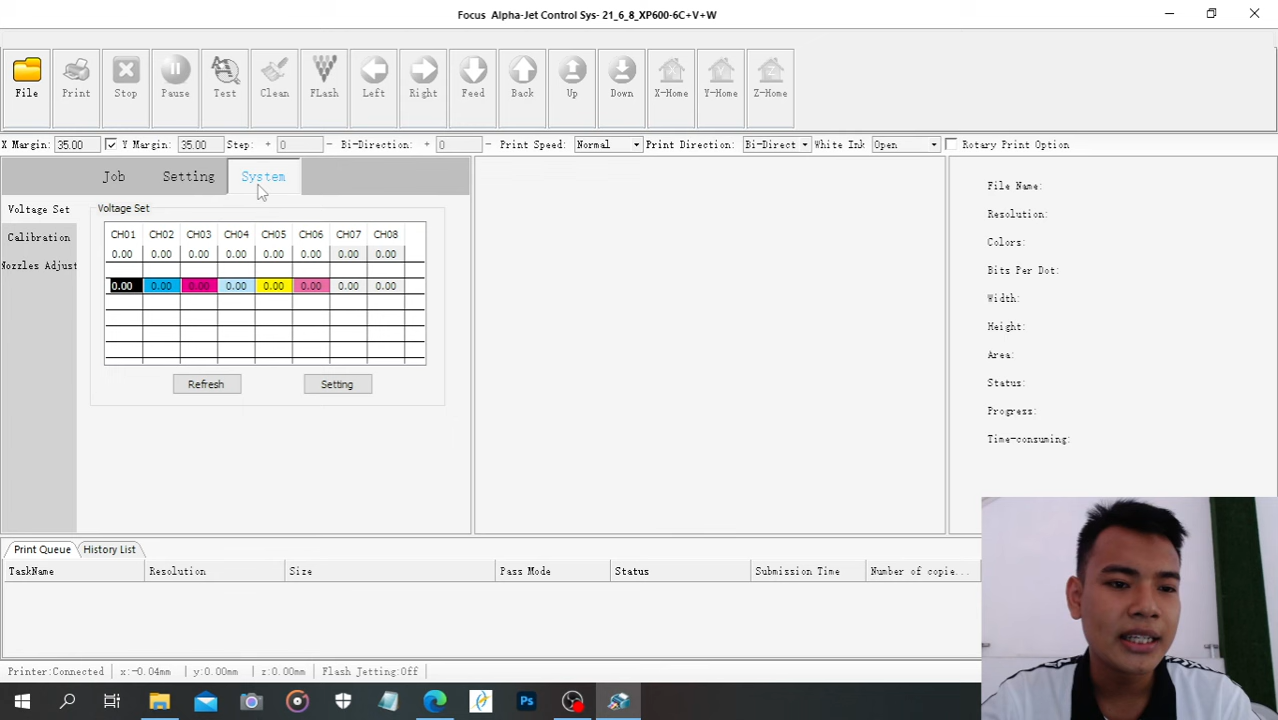 Focus Alpha-Jet Control Sys- 21_6_8_XP600-6C+V+W
File Print Stop Pause Test Clean FLash Left Right Feed Back Up Down X-Home Y-Home Z-Home
X Margin: 35.00 Y Margin: 35.00 Step: + 0 - Bi-Direction: + 0 - Print Speed: Normal Print Direction: Bi-Direct White Ink Open Rotary Print Option
Job Setting System
Voltage Set
Calibration
Nozzles Adjust
Voltage Set
CH01 CH02 CH03 CH04 CH05 CH06 CH07 CH08
0.00 0.00 0.00 0.00 0.00 0.00 0.00 0.00
0.00 0.00 0.00 0.00 0.00 0.00 0.00 0.00
Refresh Setting
File Name:
Resolution:
Colors:
Bits Per Dot:
Width:
Height:
Area:
Status:
Progress:
Time-consuming:
Print Queue History List
TaskName Resolution Size Pass Mode Status Submission Time Number of copie...
Printer:Connected x:-0.04mm y:0.00mm z:0.00mm Flash Jetting:Off
Ps